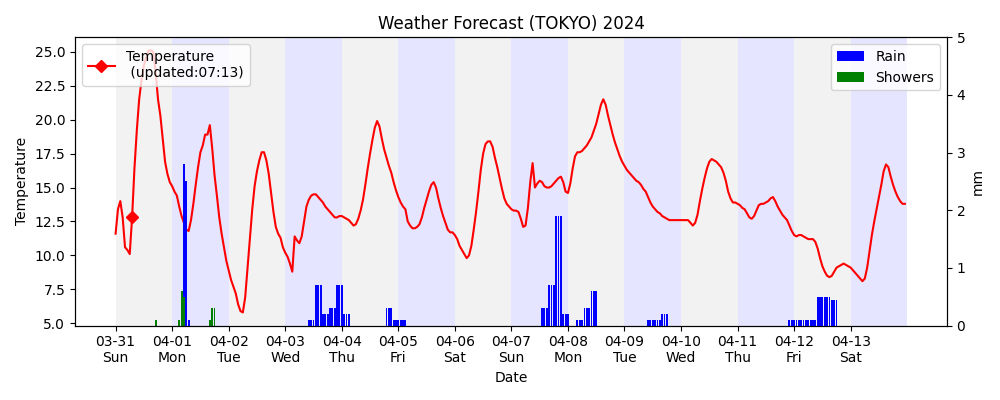 Weather Forecast (TOKYO) 2024
Temperature
(updated:07:13)
Rain
Showers
25.0
22.5
20.0
17.5
15.0
12.5
10.0
7.5
5.0
Temperature
5
4
3
2
1
0
mm
03-31 04-01 04-02 04-03 04-04 04-05 04-06 04-07 04-08 04-09 04-10 04-11 04-12 04-13
Sun Mon Tue Wed Thu Fri Sat Sun Mon Tue Wed Thu Fri Sat
Date